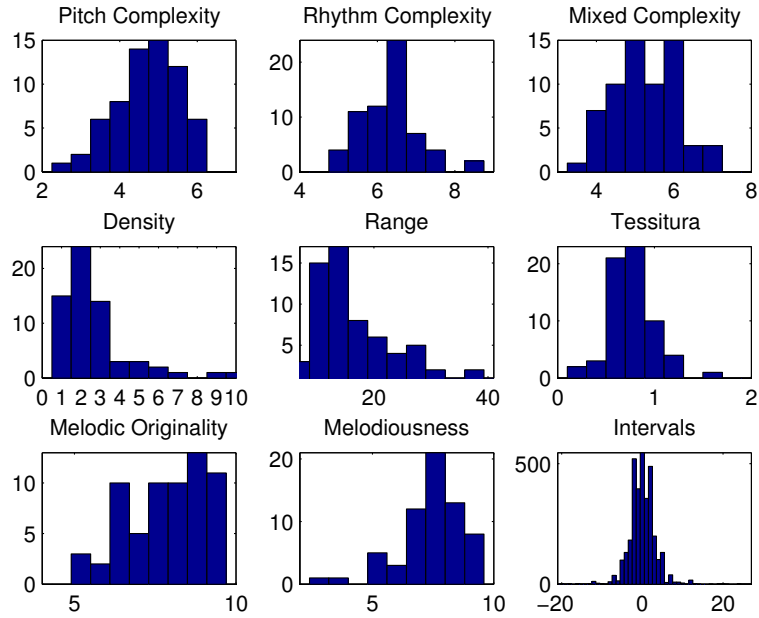 Pitch Complexity
15
10
5
0
2 4 6
Rhythm Complexity
20
10
0
4 6 8
Mixed Complexity
15
10
5
0
4 6 8
Density
20
10
0
0 1 2 3 4 5 6 7 8 9 10
Range
15
10
5
20 40
Tessitura
20
10
0
0 1 2
Melodic Originality
10
5
0
5 10
Melodiousness
20
10
0
5 10
Intervals
500
0
−20 0 20